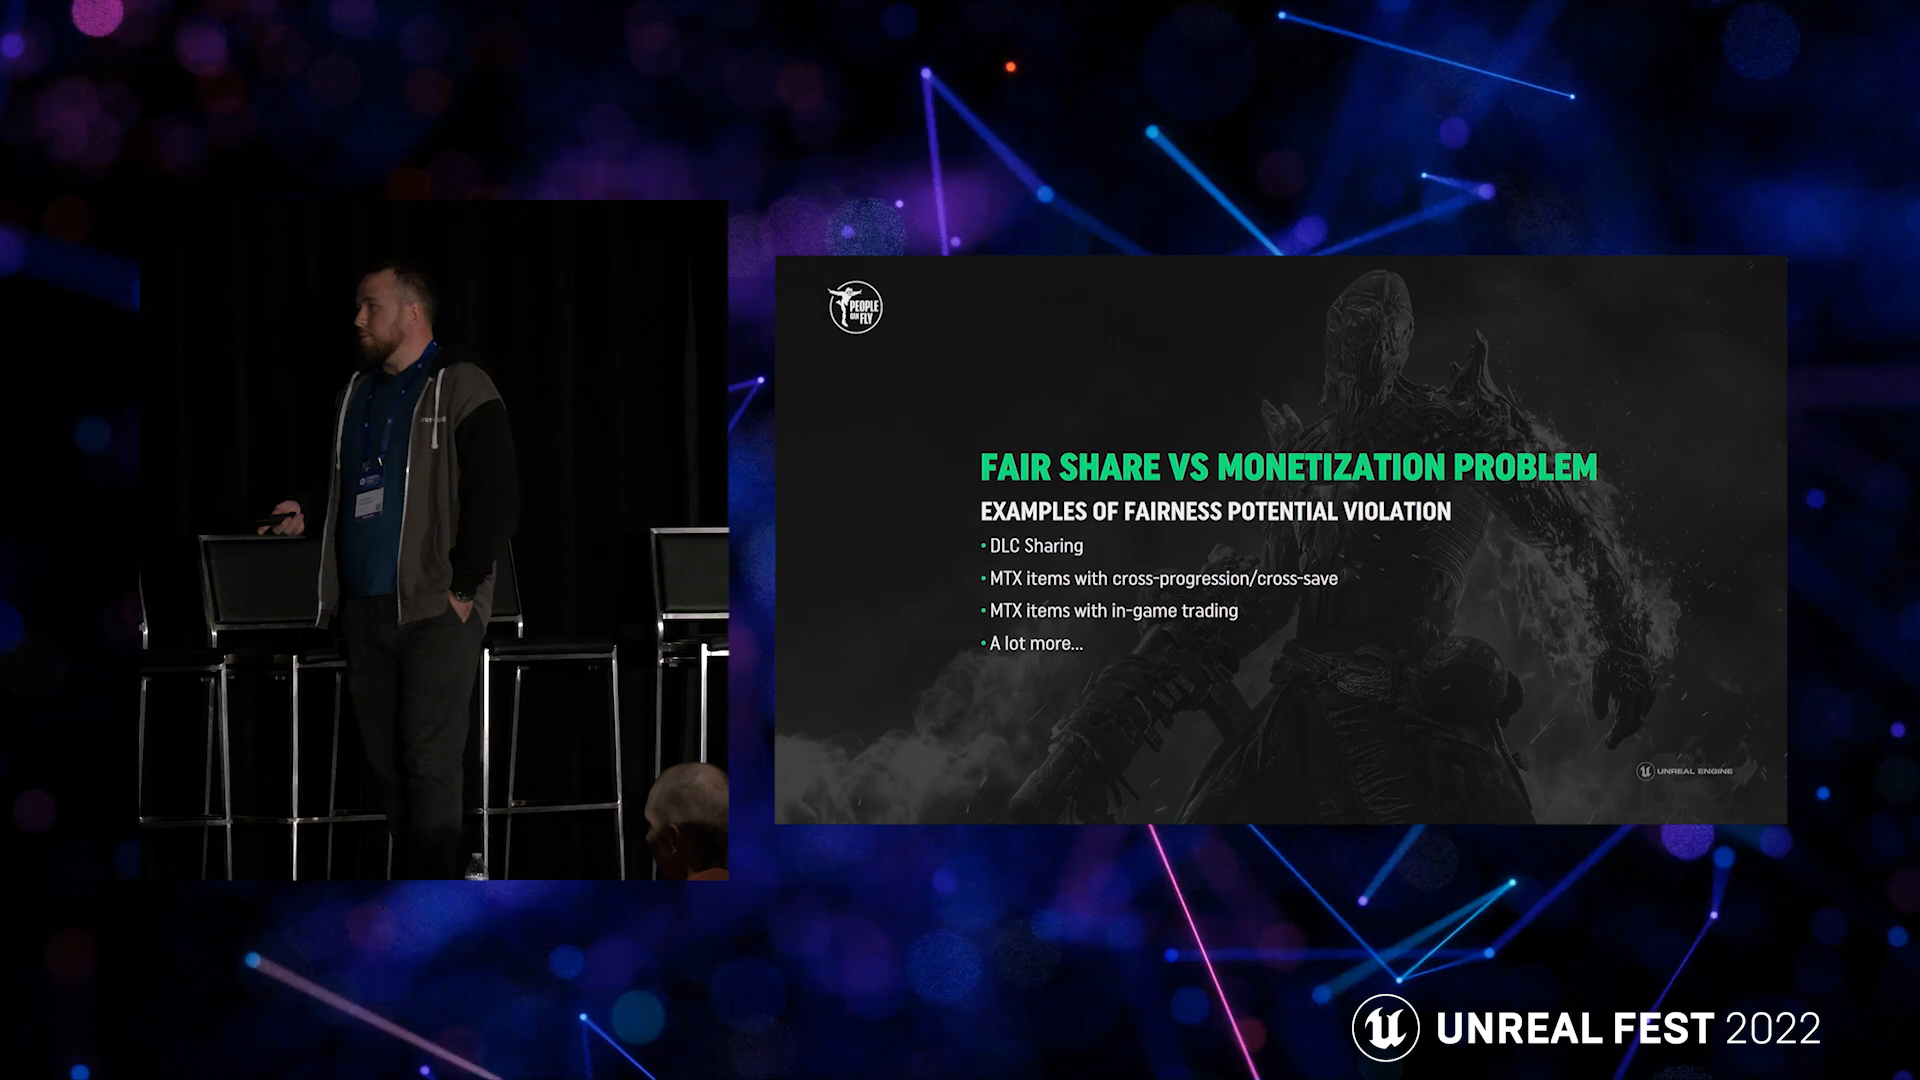 PEOPLE
CAN
FLY
FAIR SHARE VS MONETIZATION PROBLEM
EXAMPLES OF FAIRNESS POTENTIAL VIOLATION
• DLC Sharing
• MTX items with cross-progression/cross-save
• MTX items with in-game trading
• A lot more...
UNREAL ENGINE
UNREAL FEST 2022